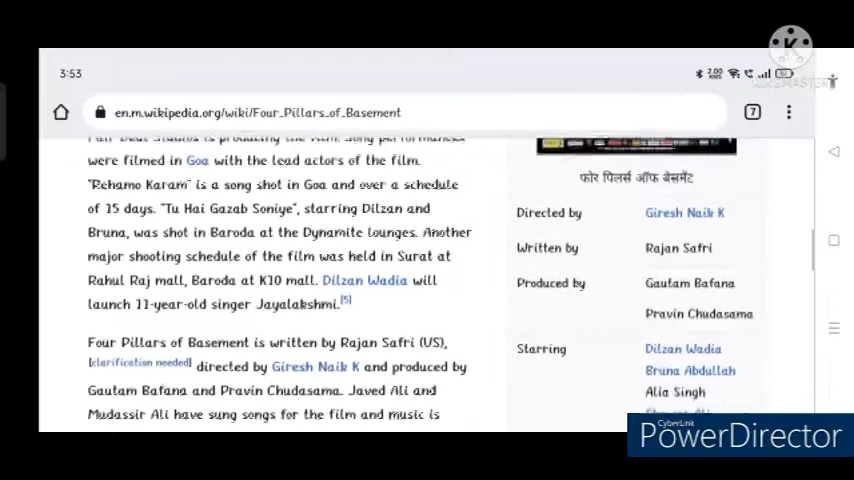 3:53
2.00
en.m.wikipedia.org/wiki/Four_Pillars_of_Basement
7
K
KINEMASTER
were filmed in Goa with the lead actors of the film.
"Rehamo Karam" is a song shot in Goa and over a schedule
of 15 days. "Tu Hai Gazab Soniye", starring Dilzan and
Bruna, was shot in Baroda at the Dynamite lounges. Another
major shooting schedule of the film was held in Surat at
Rahul Raj mall, Baroda at K10 mall. Dilzan Wadia will
launch 11-year-old singer Jayalakshmi.[5]
Four Pillars of Basement is written by Rajan Safri (US),
[clarification needed] directed by Giresh Naik K and produced by
Gautam Bafana and Pravin Chudasama. Javed Ali and
Mudassir Ali have sung songs for the film and music is
फोर पिलर्स ऑफ बेसमेंट
Directed by Giresh Naik K
Written by Rajan Safri
Produced by Gautam Bafana
Pravin Chudasama
Starring Dilzan Wadia
Bruna Abdullah
Alia Singh
CyberLink
PowerDirector